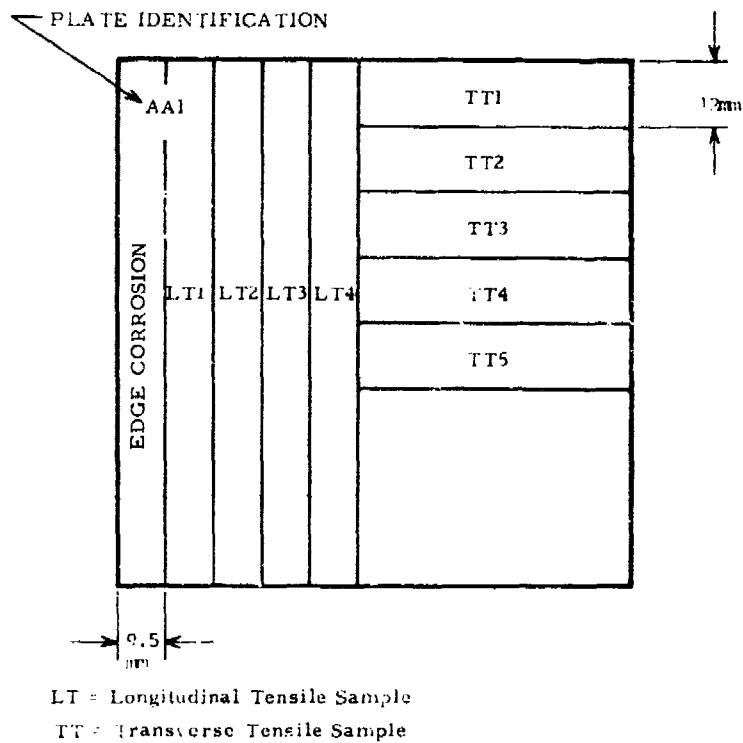 PLATE IDENTIFICATION
AA1
TT1
TT2
TT3
TT4
TT5
EDGE CORROSION
LT1 LT2 LT3 LT4
9.5
mm
LT = Longitudinal Tensile Sample
TT = Transverse Tensile Sample